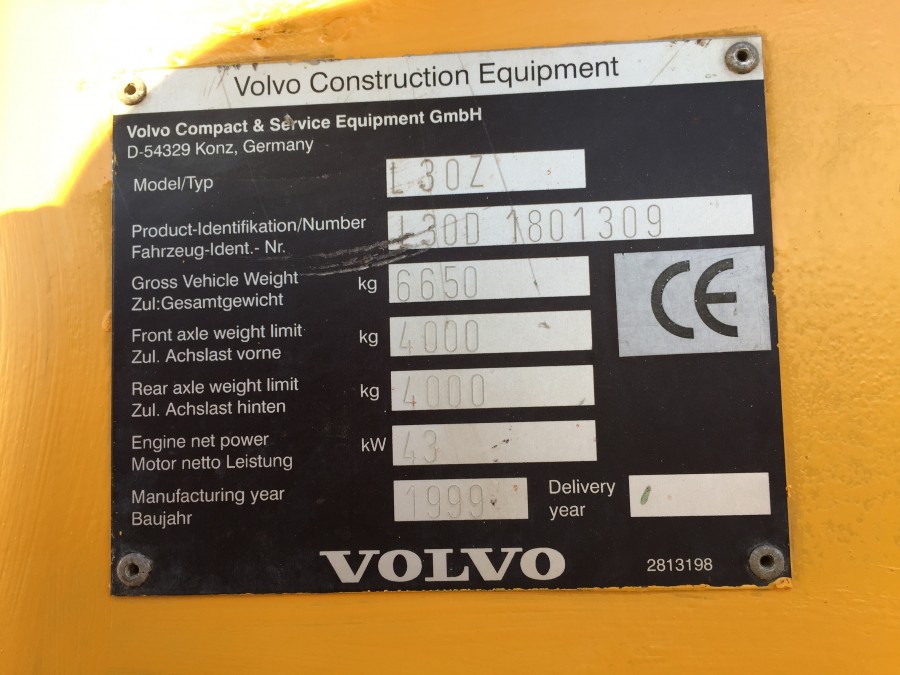 Volvo Construction Equipment
Volvo Compact & Service Equipment GmbH
D-54329 Konz, Germany
Model/Typ L30Z
Product-Identifikation/Number L30D 1801309
Fahrzeug-Ident.- Nr.
Gross Vehicle Weight kg 6650
Zul:Gesamtgewicht
CE
Front axle weight limit kg 4000
Zul. Achslast vorne
Rear axle weight limit kg 4000
Zul. Achslast hinten
Engine net power kW 43
Motor netto Leistung
Manufacturing year 1999 Delivery
Baujahr year
VOLVO 2813198